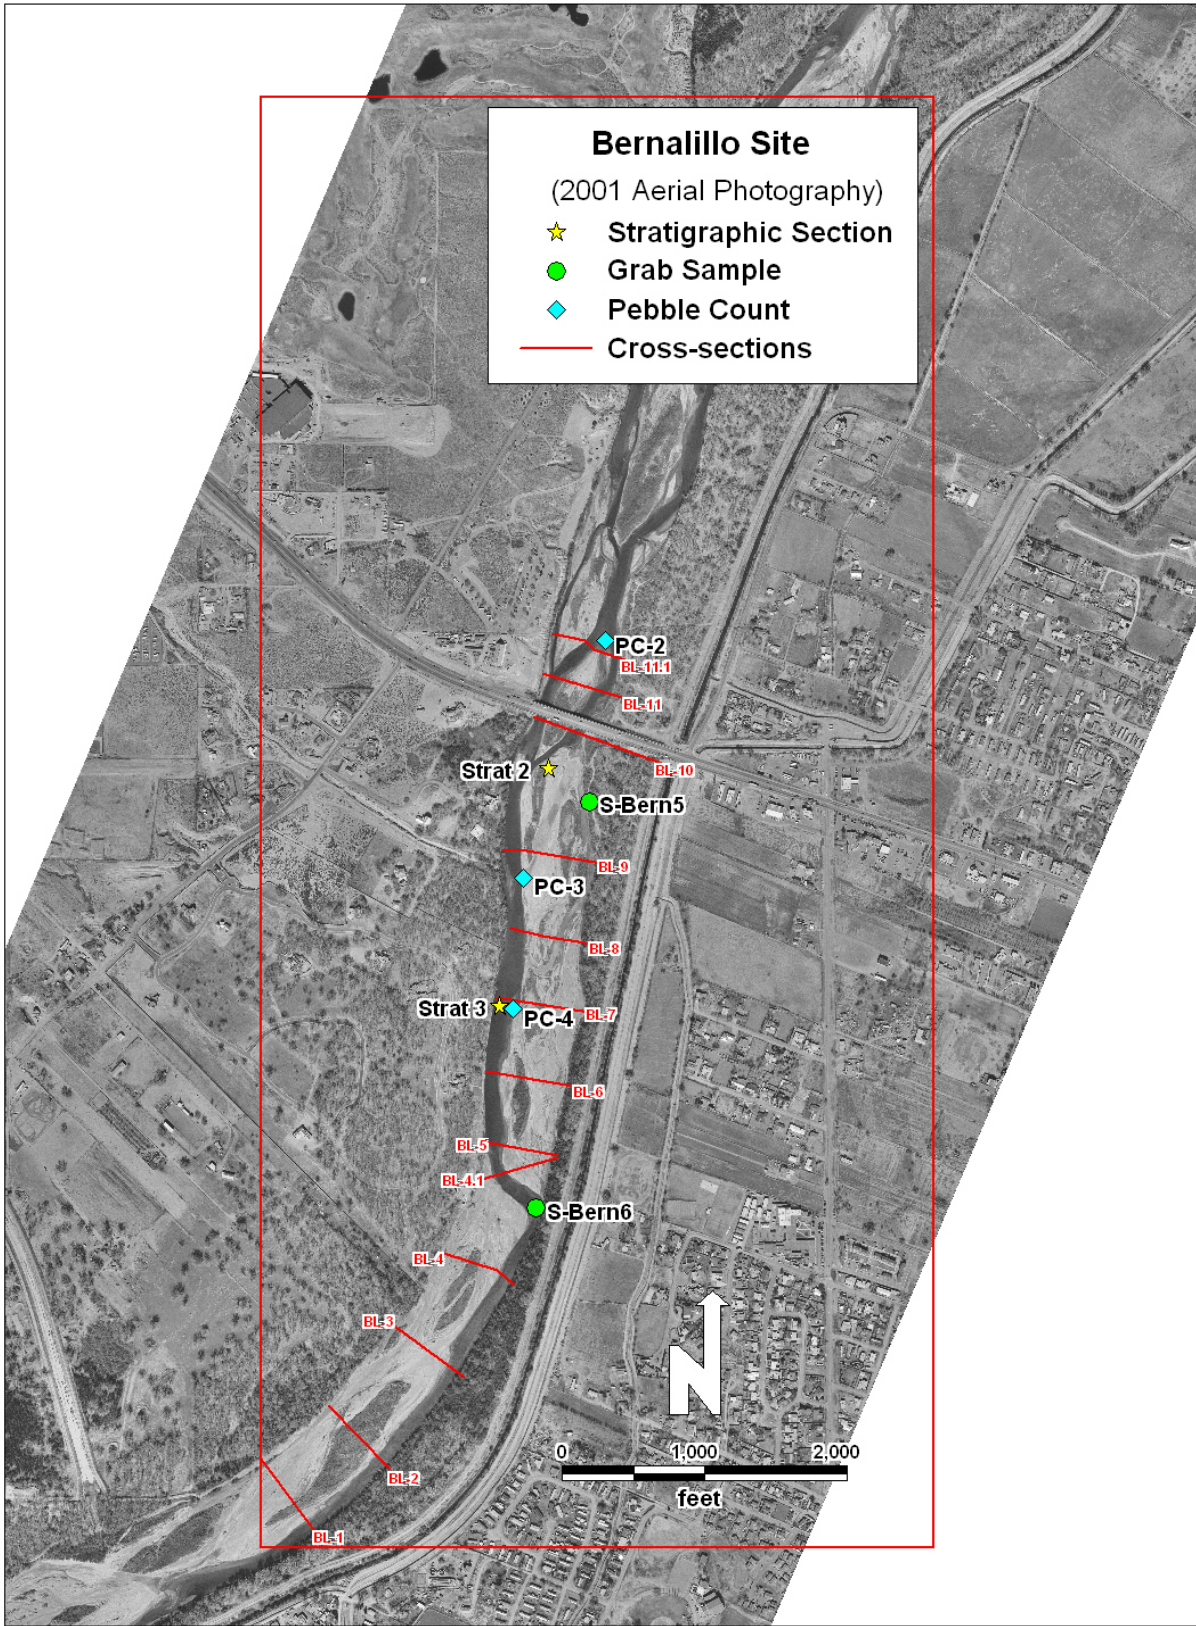 Bernalillo Site
(2001 Aerial Photography)
Stratigraphic Section
Grab Sample
Pebble Count
Cross-sections
PC-2
BL-11.1
BL-11
BL-10
Strat 2
S-Bern5
BL-9
PC-3
BL-8
Strat 3
PC-4
BL-7
BL-6
BL-5
BL-4.1
S-Bern6
BL-4
BL-3
BL-2
BL-1
N
0 1,000 2,000
feet